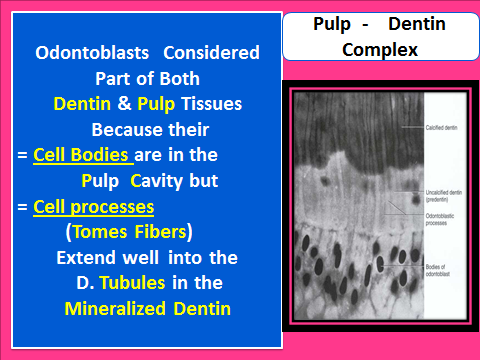 Pulp - Dentin
Complex
Odontoblasts Considered
Part of Both
Dentin & Pulp Tissues
Because their
= Cell Bodies are in the
Pulp Cavity but
= Cell processes
(Tomes Fibers)
Extend well into the
D. Tubules in the
Mineralized Dentin
Calcified dentin
Uncalcified dentin
(predentin)
Odontoblastic
processes
Bodies of
odontoblast